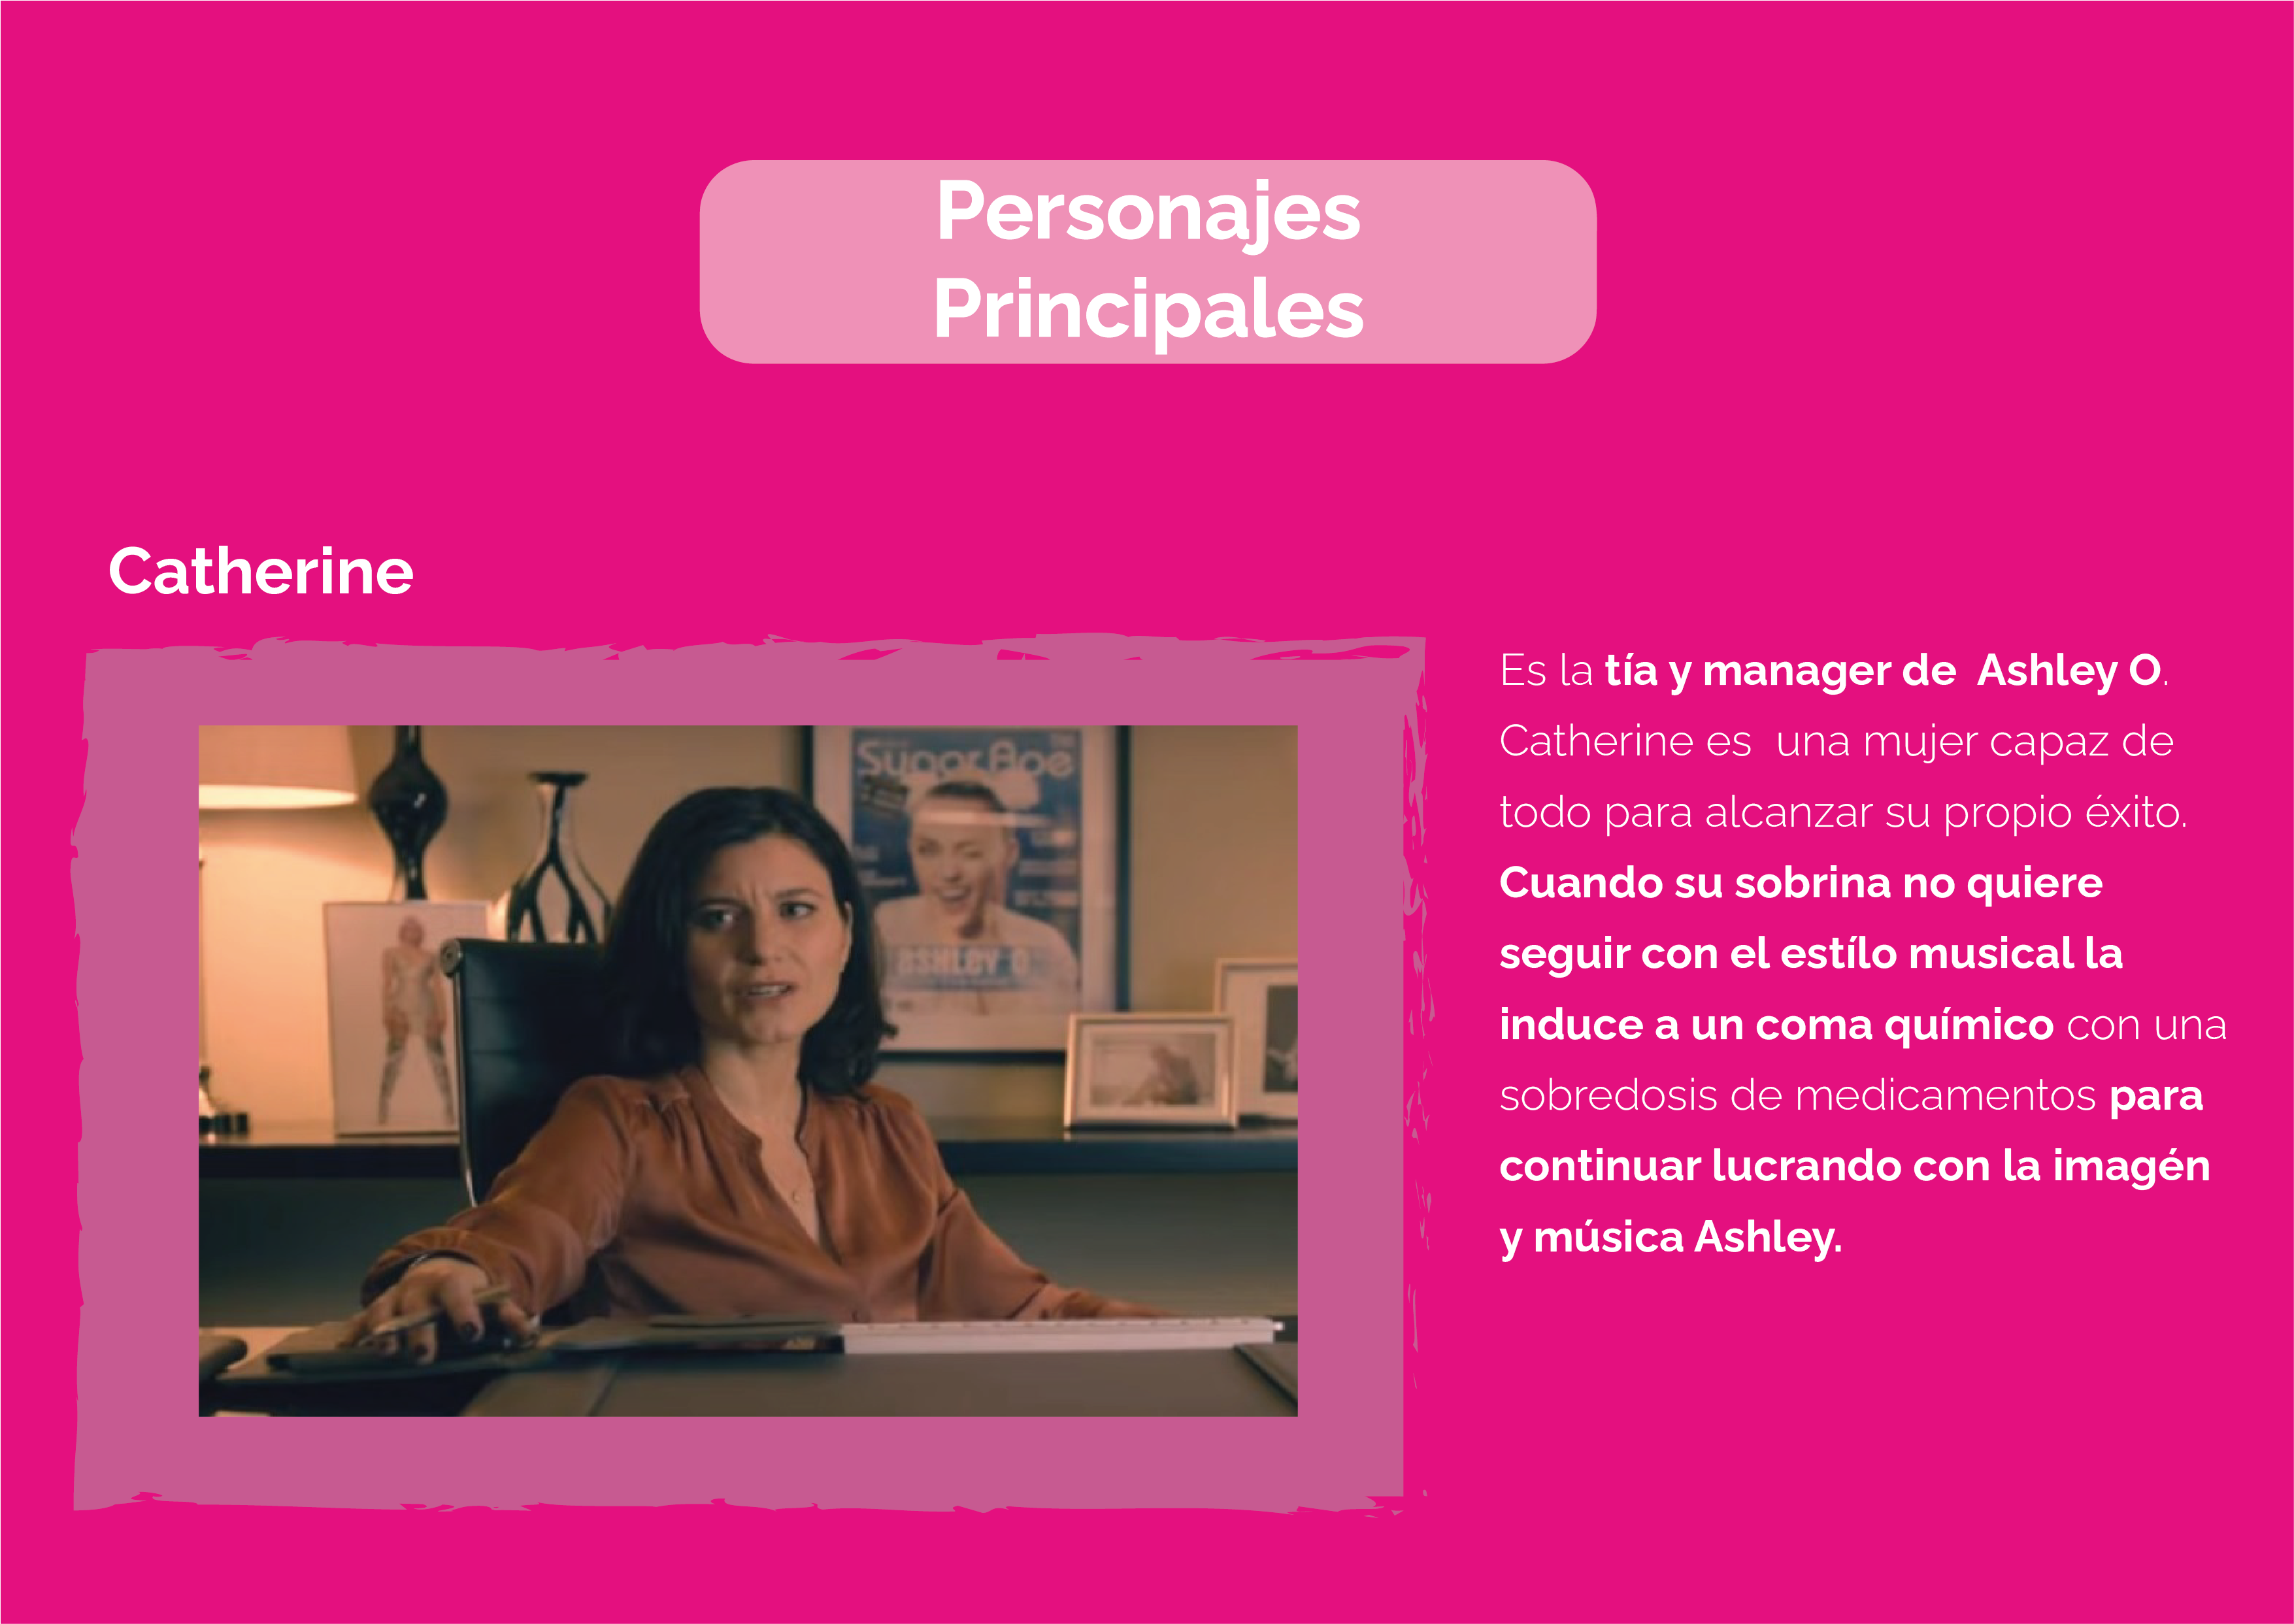 Personajes
Principales
Catherine
Es la tía y manager de  Ashley O.
Catherine es  una mujer capaz de
todo para alcanzar su propio éxito.
Cuando su sobrina no quiere
seguir con el estílo musical la
induce a un coma químico con una
sobredosis de medicamentos para
continuar lucrando con la imagén
y música Ashley.
Sugar Ape
ASHLEY O